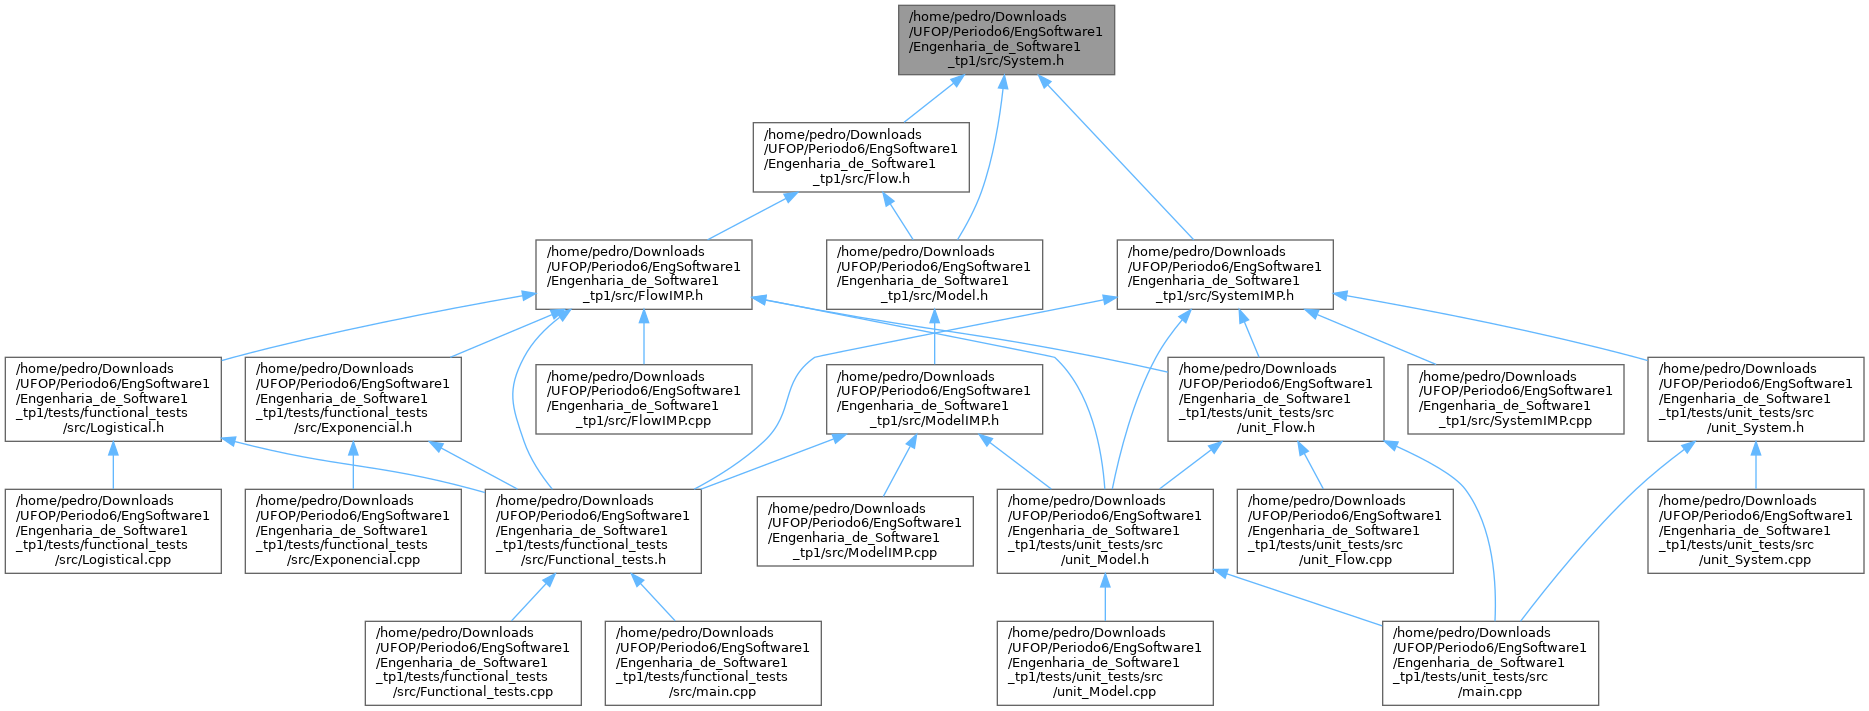 /home/pedro/Downloads
/UFOP/Periodo6/EngSoftware1
/Engenharia_de_Software1
_tp1/src/System.h
/home/pedro/Downloads
/UFOP/Periodo6/EngSoftware1
/Engenharia_de_Software1
_tp1/src/Flow.h
/home/pedro/Downloads
/UFOP/Periodo6/EngSoftware1
/Engenharia_de_Software1
_tp1/src/FlowIMP.h
/home/pedro/Downloads
/UFOP/Periodo6/EngSoftware1
/Engenharia_de_Software1
_tp1/src/Model.h
/home/pedro/Downloads
/UFOP/Periodo6/EngSoftware1
/Engenharia_de_Software1
_tp1/src/SystemIMP.h
/home/pedro/Downloads
/UFOP/Periodo6/EngSoftware1
/Engenharia_de_Software1
_tp1/tests/functional_tests
/src/Logistical.h
/home/pedro/Downloads
/UFOP/Periodo6/EngSoftware1
/Engenharia_de_Software1
_tp1/tests/functional_tests
/src/Exponencial.h
/home/pedro/Downloads
/UFOP/Periodo6/EngSoftware1
/Engenharia_de_Software1
_tp1/src/FlowIMP.cpp
/home/pedro/Downloads
/UFOP/Periodo6/EngSoftware1
/Engenharia_de_Software1
_tp1/src/ModelIMP.h
/home/pedro/Downloads
/UFOP/Periodo6/EngSoftware1
/Engenharia_de_Software1
_tp1/tests/unit_tests/src
/unit_Flow.h
/home/pedro/Downloads
/UFOP/Periodo6/EngSoftware1
/Engenharia_de_Software1
_tp1/src/SystemIMP.cpp
/home/pedro/Downloads
/UFOP/Periodo6/EngSoftware1
/Engenharia_de_Software1
_tp1/tests/unit_tests/src
/unit_System.h
/home/pedro/Downloads
/UFOP/Periodo6/EngSoftware1
/Engenharia_de_Software1
_tp1/tests/functional_tests
/src/Logistical.cpp
/home/pedro/Downloads
/UFOP/Periodo6/EngSoftware1
/Engenharia_de_Software1
_tp1/tests/functional_tests
/src/Exponencial.cpp
/home/pedro/Downloads
/UFOP/Periodo6/EngSoftware1
/Engenharia_de_Software1
_tp1/tests/functional_tests
/src/Functional_tests.h
/home/pedro/Downloads
/UFOP/Periodo6/EngSoftware1
/Engenharia_de_Software1
_tp1/src/ModelIMP.cpp
/home/pedro/Downloads
/UFOP/Periodo6/EngSoftware1
/Engenharia_de_Software1
_tp1/tests/unit_tests/src
/unit_Model.h
/home/pedro/Downloads
/UFOP/Periodo6/EngSoftware1
/Engenharia_de_Software1
_tp1/tests/unit_tests/src
/unit_Flow.cpp
/home/pedro/Downloads
/UFOP/Periodo6/EngSoftware1
/Engenharia_de_Software1
_tp1/tests/unit_tests/src
/unit_System.cpp
/home/pedro/Downloads
/UFOP/Periodo6/EngSoftware1
/Engenharia_de_Software1
_tp1/tests/functional_tests
/src/Functional_tests.cpp
/home/pedro/Downloads
/UFOP/Periodo6/EngSoftware1
/Engenharia_de_Software1
_tp1/tests/functional_tests
/src/main.cpp
/home/pedro/Downloads
/UFOP/Periodo6/EngSoftware1
/Engenharia_de_Software1
_tp1/tests/unit_tests/src
/unit_Model.cpp
/home/pedro/Downloads
/UFOP/Periodo6/EngSoftware1
/Engenharia_de_Software1
_tp1/tests/unit_tests/src
/main.cpp